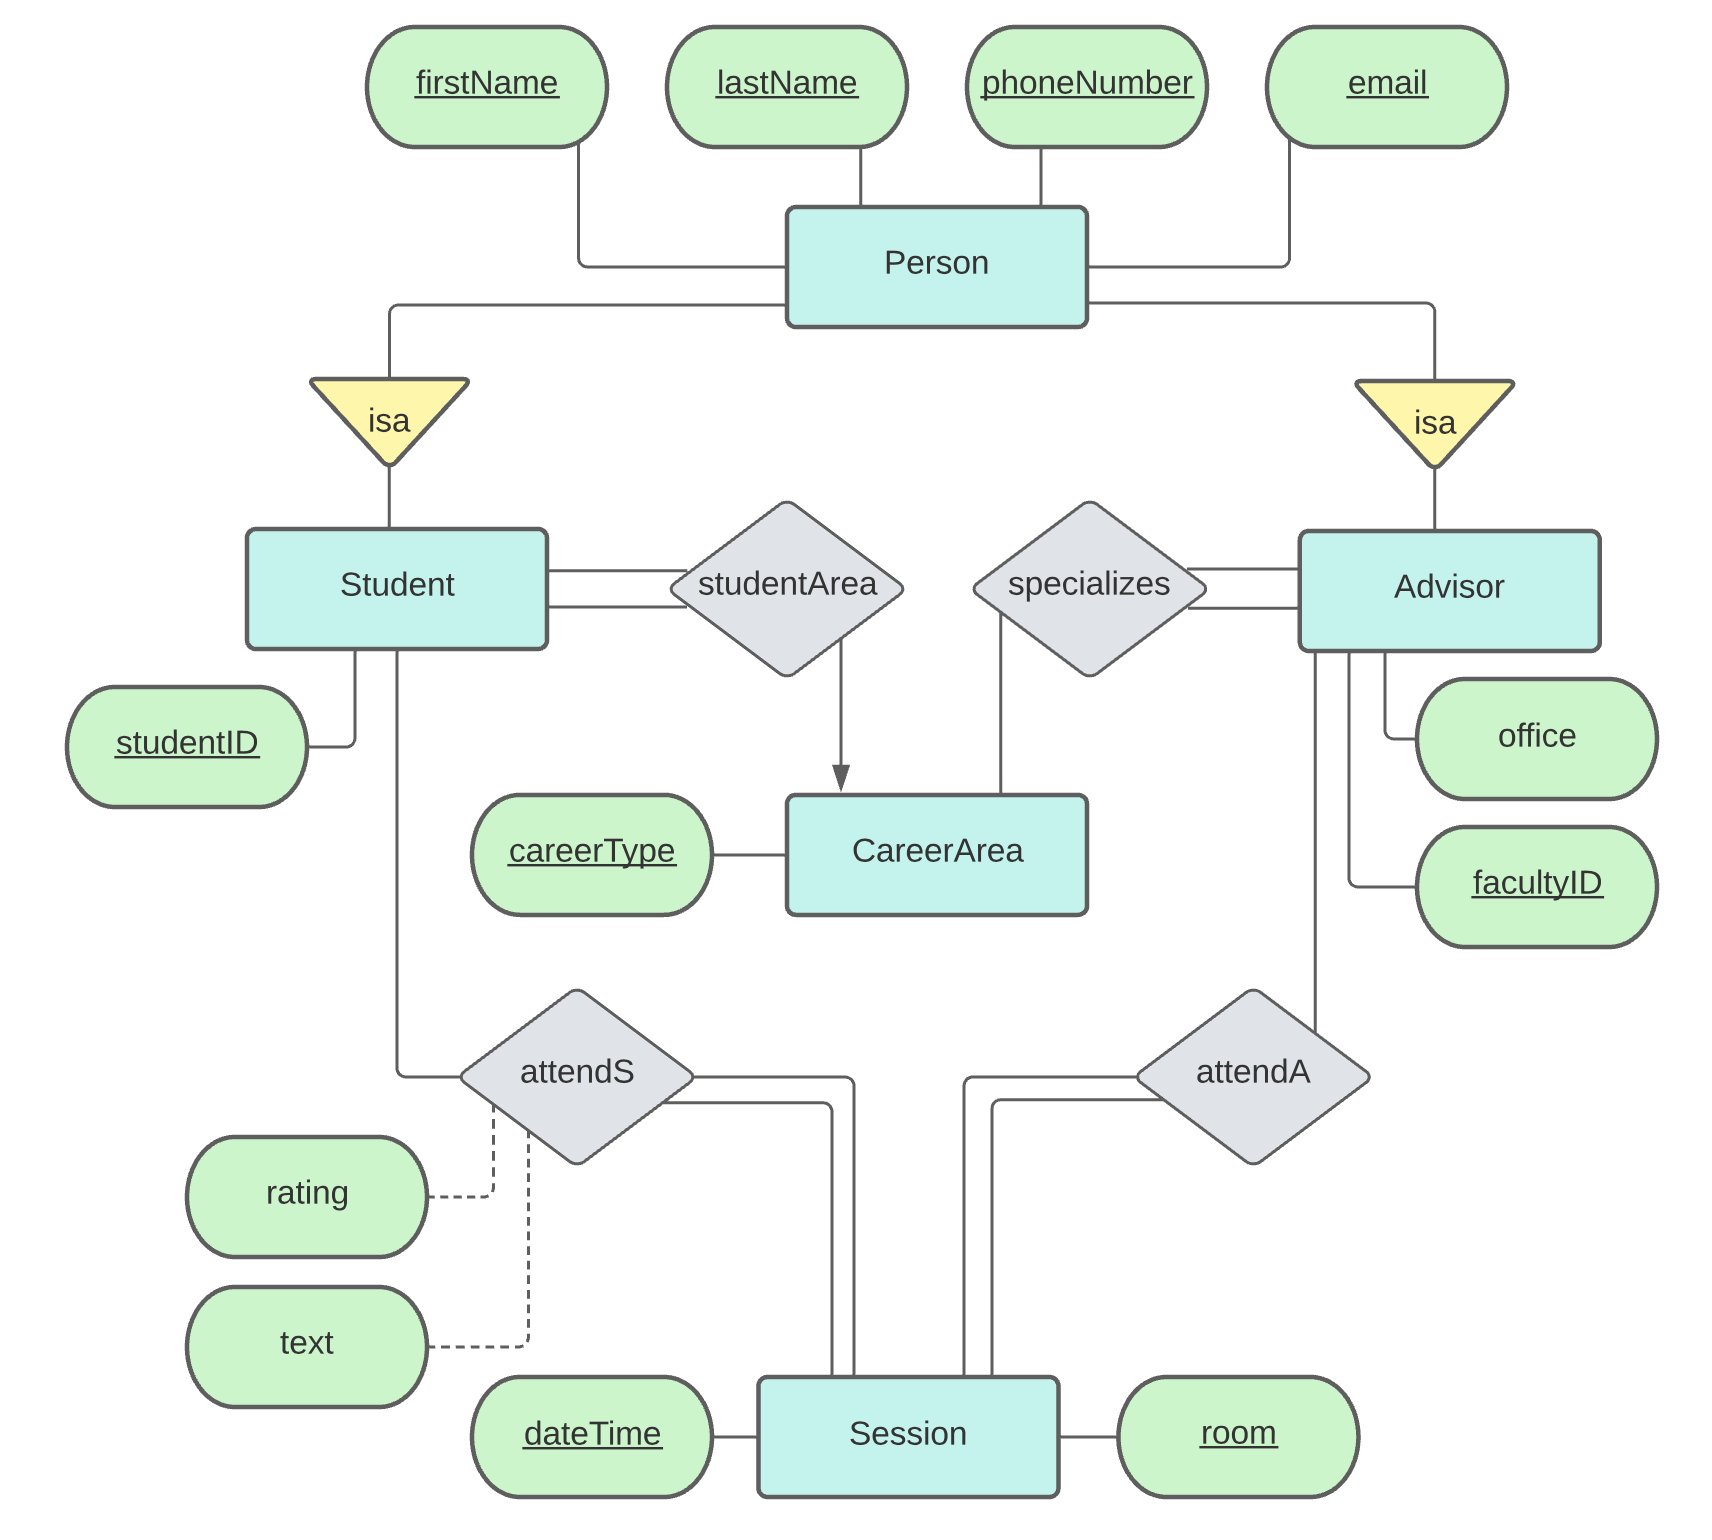 firstName
lastName
phoneNumber
email
Person
isa
isa
Student
studentArea
specializes
Advisor
studentID
office
careerType
CareerArea
facultyID
attendS
attendA
rating
text
dateTime
Session
room